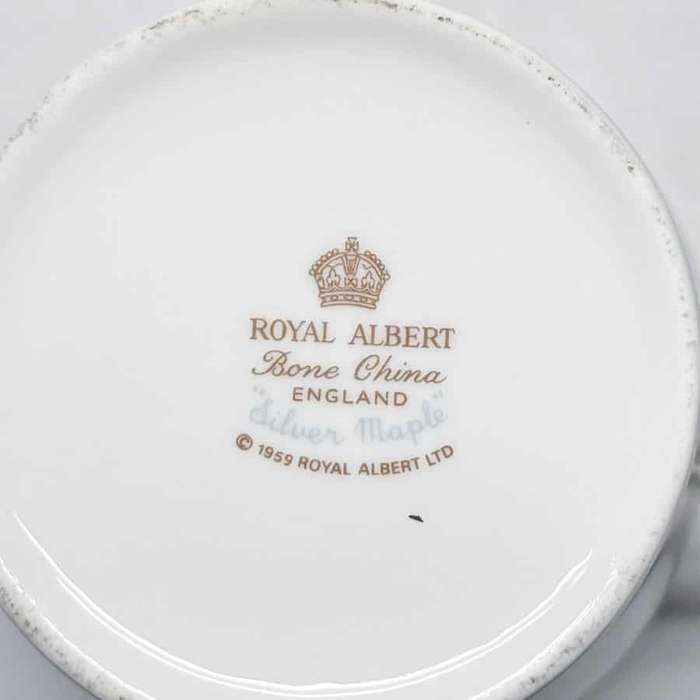 ROYAL ALBERT
Bone China
ENGLAND
"Silver Maple"
© 1959 ROYAL ALBERT LTD